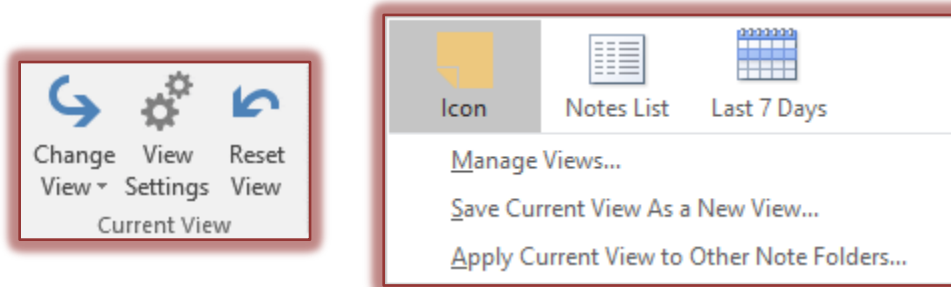 Change View Reset
View Settings View
Current View
Icon Notes List Last 7 Days
Manage Views...
Save Current View As a New View...
Apply Current View to Other Note Folders...